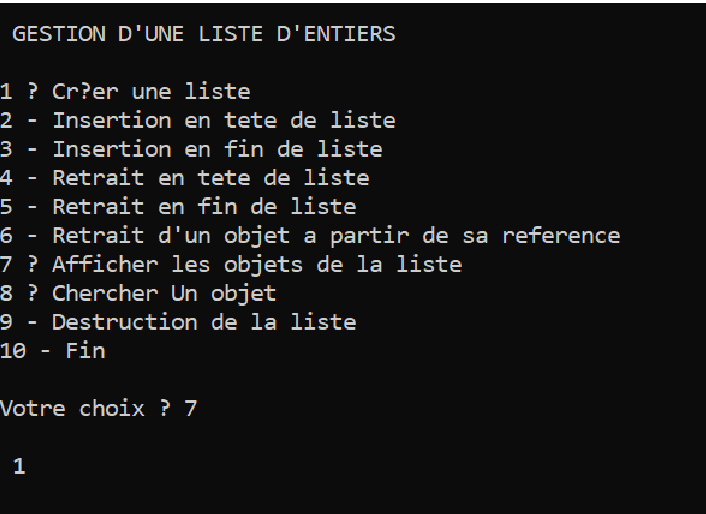 GESTION D'UNE LISTE D'ENTIERS
1 ? Cr?er une liste
2 - Insertion en tete de liste
3 - Insertion en fin de liste
4 - Retrait en tete de liste
5 - Retrait en fin de liste
6 - Retrait d'un objet a partir de sa reference
7 ? Afficher les objets de la liste
8 ? Chercher Un objet
9 - Destruction de la liste
10 - Fin
Votre choix ? 7
1